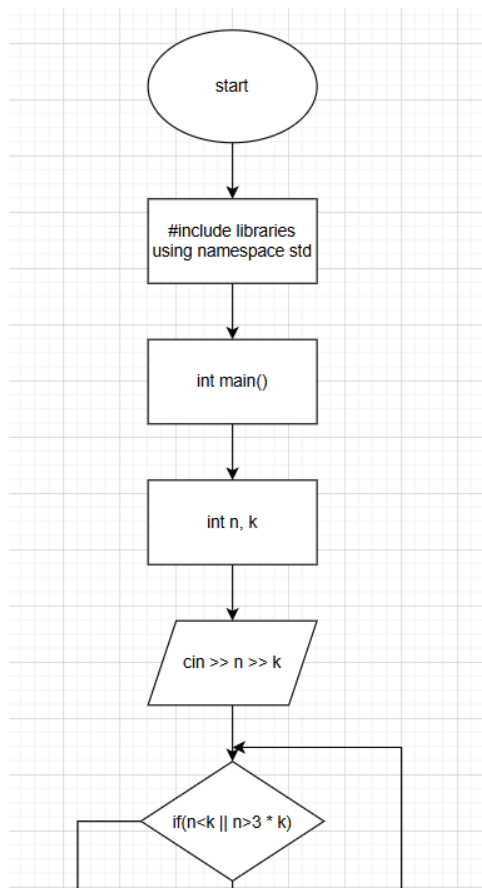 start
#include libraries
using namespace std
int main()
int n, k
cin >> n >> k
if(n<k || n>3 * k)